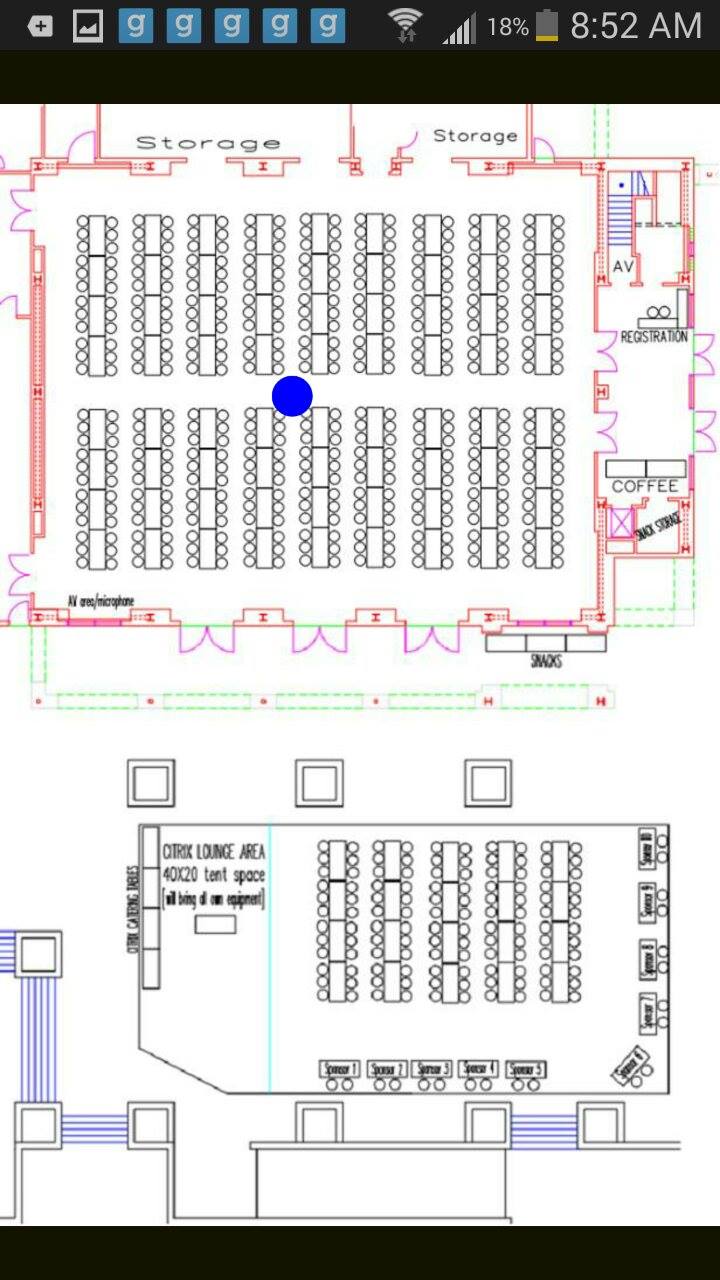 g g g g g 18% 8:52 AM
Storage
Storage
AV
REGISTRATION
COFFEE
SNACK STORAGE
AV area/microphone
SNACKS
CITRIX LOUNGE AREA
40X20 tent space
[will bring all own equipment]
CITRIX CATERING TABLES
Sponsor 10
Sponsor 9
Sponsor 8
Sponsor 7
Sponsor 6
Sponsor 1
Sponsor 2
Sponsor 3
Sponsor 4
Sponsor 5